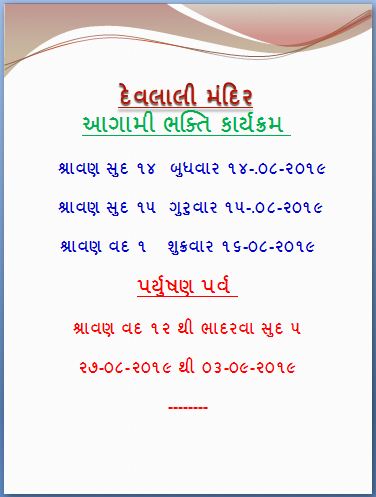 દેવલાલી મંદિર
આગામી ભક્તિ કાર્યક્રમ
શ્રાવણ સુદ ૧૪ બુધવાર ૧૪-.૦૮-૨૦૧૯
શ્રાવણ સુદ ૧૫ ગુરુવાર ૧૫-.૦૮-૨૦૧૯
શ્રાવણ વદ ૧ શુક્રવાર ૧૬-૦૮-૨૦૧૯
પર્યુષણ પર્વ
શ્રાવણ વદ ૧૨ થી ભાદરવા સુદ ૫
૨૭-૦૮-૨૦૧૯ થી ૦૩-૦૯-૨૦૧૯
--------